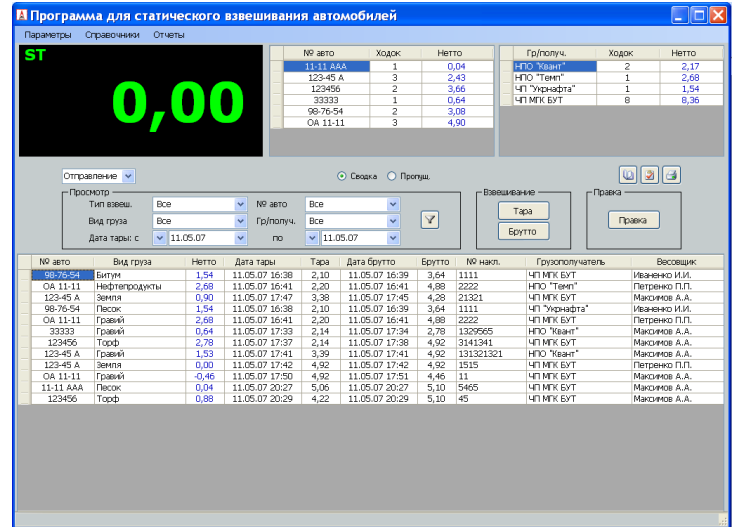 Программа для статического взвешивания автомобилей
Параметры Справочники Отчеты
ST
0,00
№ авто Ходок Нетто
11-11 ААА 1 0,04
123-45 А 3 2,43
123456 2 3,66
33333 1 0,64
98-76-54 2 3,08
ОА 11-11 3 4,90
Гр/получ. Ходок Нетто
НПО "Квант" 2 2,17
НПО "Темп" 1 2,68
ЧП "Укрнафта" 1 1,54
ЧП МГК БУТ 8 8,36
Отправление Сводка Пропущ.
Просмотр
Тип взвеш. Все № авто Все
Вид груза Все Гр/получ. Все
Дата тары: с 11.05.07 по 11.05.07
Взвешивание
Тара
Брутто
Правка
Правка
№ авто Вид груза Нетто Дата тары Тара Дата брутто Брутто № накл. Грузополучатель Весовщик
98-76-54 Битум 1,54 11.05.07 16:38 2,10 11.05.07 16:39 3,64 1111 ЧП МГК БУТ Иваненко И.И.
ОА 11-11 Нефтепродукты 2,68 11.05.07 16:41 2,20 11.05.07 16:41 4,88 2222 НПО "Темп" Петренко П.П.
123-45 А Земля 0,90 11.05.07 17:47 3,38 11.05.07 17:45 4,28 21321 ЧП МГК БУТ Максимов А.А.
98-76-54 Песок 1,54 11.05.07 16:38 2,10 11.05.07 16:39 3,64 1111 ЧП "Укрнафта" Иваненко И.И.
ОА 11-11 Гравий 2,68 11.05.07 16:41 2,20 11.05.07 16:41 4,88 2222 ЧП МГК БУТ Петренко П.П.
33333 Гравий 0,64 11.05.07 17:33 2,14 11.05.07 17:34 2,78 1329565 НПО "Квант" Максимов А.А.
123456 Торф 2,78 11.05.07 17:37 2,14 11.05.07 17:38 4,92 3141341 ЧП МГК БУТ Максимов А.А.
123-45 А Гравий 1,53 11.05.07 17:41 3,39 11.05.07 17:41 4,92 131321321 НПО "Квант" Максимов А.А.
123-45 А Земля 0,00 11.05.07 17:42 4,92 11.05.07 17:42 4,92 1515 ЧП МГК БУТ Петренко П.П.
ОА 11-11 Гравий -0,46 11.05.07 17:50 4,92 11.05.07 17:51 4,46 11 ЧП МГК БУТ Максимов А.А.
11-11 ААА Песок 0,04 11.05.07 20:27 5,06 11.05.07 20:27 5,10 5465 ЧП МГК БУТ Максимов А.А.
123456 Торф 0,88 11.05.07 20:29 4,22 11.05.07 20:29 5,10 45 ЧП МГК БУТ Максимов А.А.